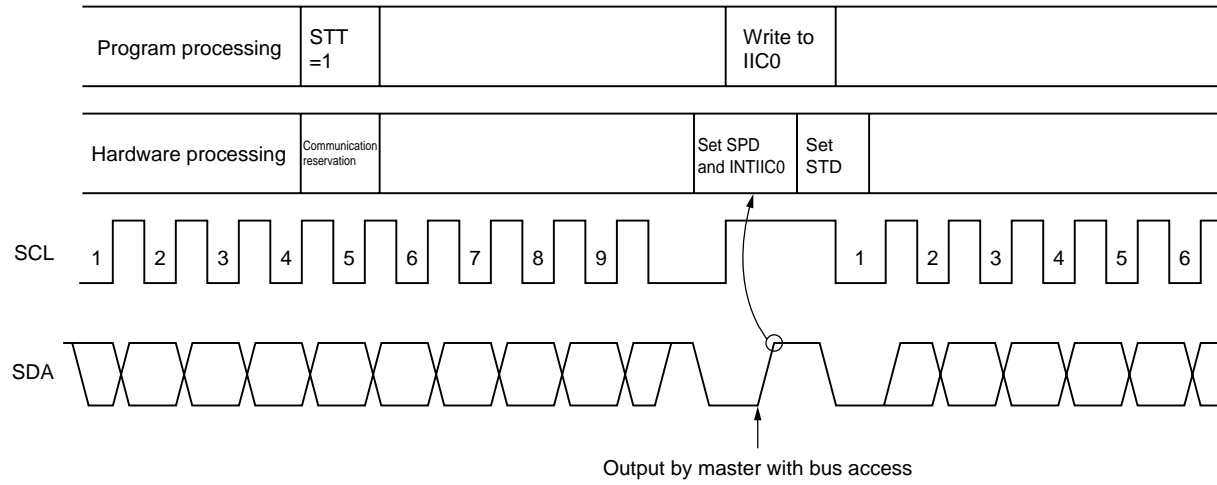 Program processing
STT
=1
Write to
IIC0
Hardware processing
Communication
reservation
Set SPD
and INTIIC0
Set
STD
SCL
1 2 3 4 5 6 7 8 9 1 2 3 4 5 6
SDA
Output by master with bus access